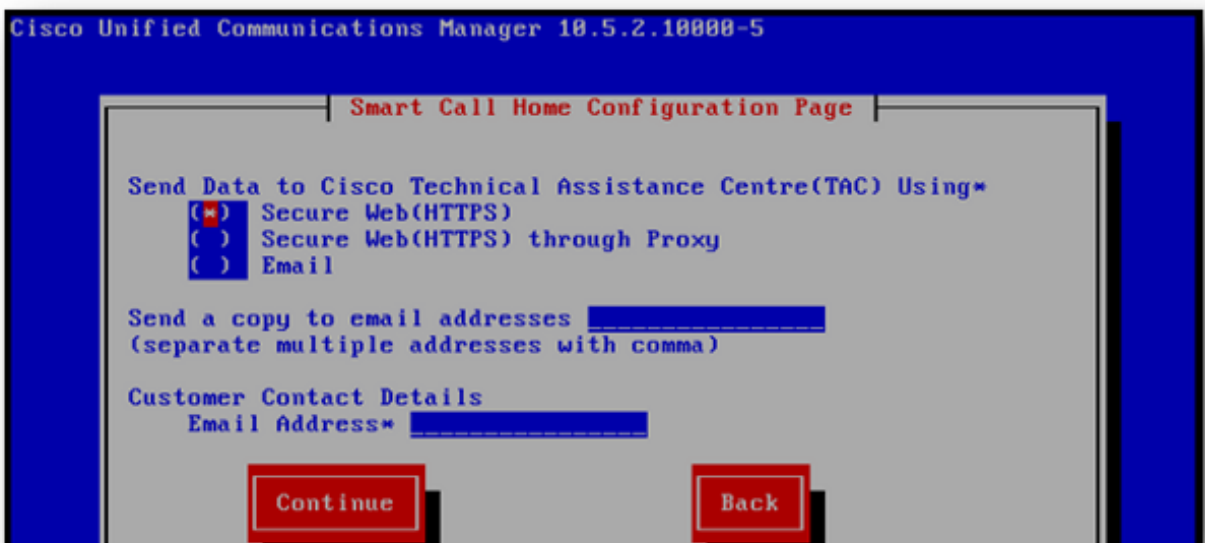 Cisco Unified Communications Manager 10.5.2.10000-5
Smart Call Home Configuration Page
Send Data to Cisco Technical Assistance Centre(TAC) Using*
(*) Secure Web(HTTPS)
( ) Secure Web(HTTPS) through Proxy
( ) Email
Send a copy to email addresses ________________
(separate multiple addresses with comma)
Customer Contact Details
Email Address* ________________
Continue Back